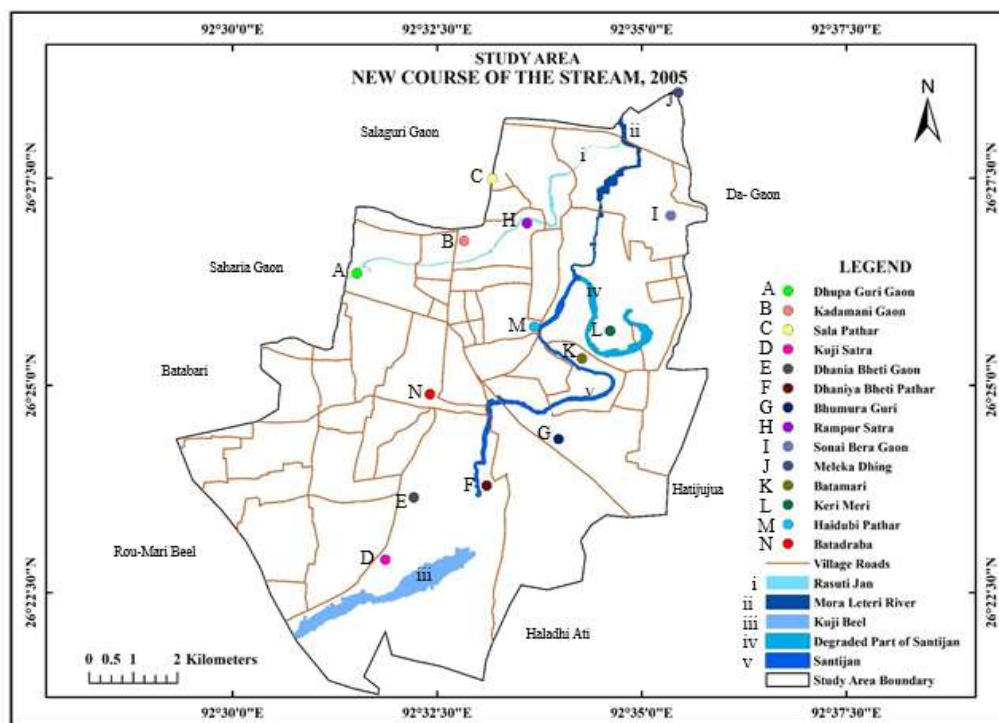 92°30'0"E 92°32'30"E 92°35'0"E 92°37'30"E
STUDY AREA
NEW COURSE OF THE STREAM, 2005
N
J
ii
Salaguri Gaon
i
26°27'30"N
C
26°27'30"N
Da- Gaon
H
I
B
Saharia Gaon
A
iv
M
L
K
Batabari
26°25'0"N
N
v
26°25'0"N
G
F
E
Hatijujua
Rou-Mari Beel
D
iii
26°22'30"N
26°22'30"N
Haladhi Ati
0 0.5 1 2 Kilometers
92°30'0"E 92°32'30"E 92°35'0"E 92°37'30"E
LEGEND
A Dhupa Guri Gaon
B Kadamani Gaon
C Sala Pathar
D Kuji Satra
E Dhania Bheti Gaon
F Dhaniya Bheti Pathar
G Bhumura Guri
H Rampur Satra
I Sonai Bera Gaon
J Meleka Dhing
K Batamari
L Keri Meri
M Haidubi Pathar
N Batadraba
Village Roads
i Rasuti Jan
ii Mora Leteri River
iii Kuji Beel
iv Degraded Part of Santijan
v Santijan
Study Area Boundary